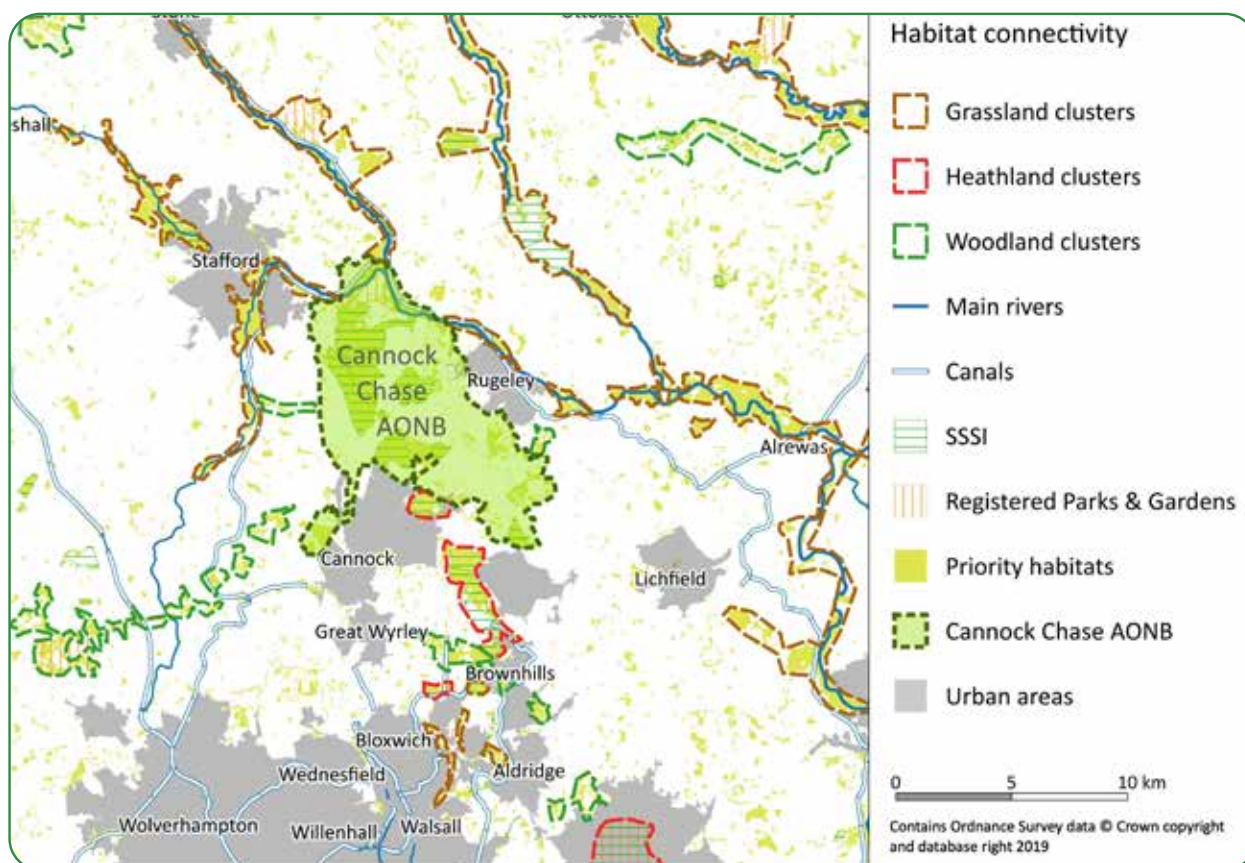 Habitat connectivity
Grassland clusters
Heathland clusters
Woodland clusters
Main rivers
Canals
SSSI
Registered Parks & Gardens
Priority habitats
Cannock Chase AONB
Urban areas
0 5 10 km
Contains Ordnance Survey data © Crown copyright
and database right 2019
shall
Stafford
Cannock
Chase
AONB
Rugeley
Alrewas
Cannock
Lichfield
Great Wyrley
Brownhills
Bloxwich
Wednesfield
Aldridge
Wolverhampton
Willenhall
Walsall